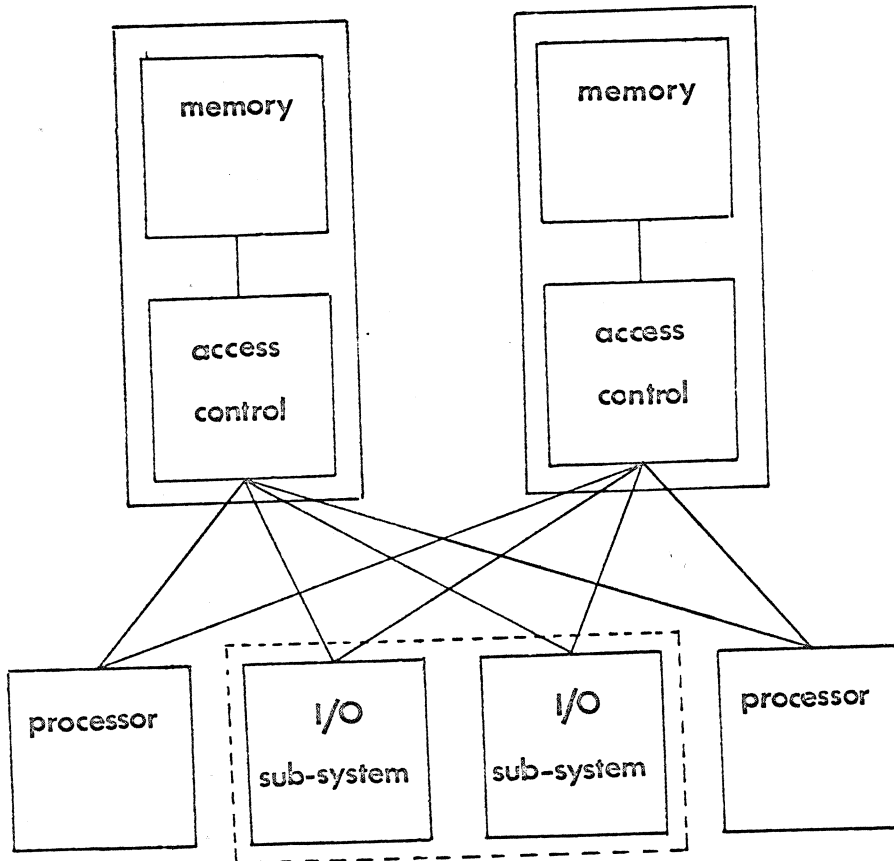 memory
memory
access
control
access
control
processor
I/O
sub-system
I/O
sub-system
processor